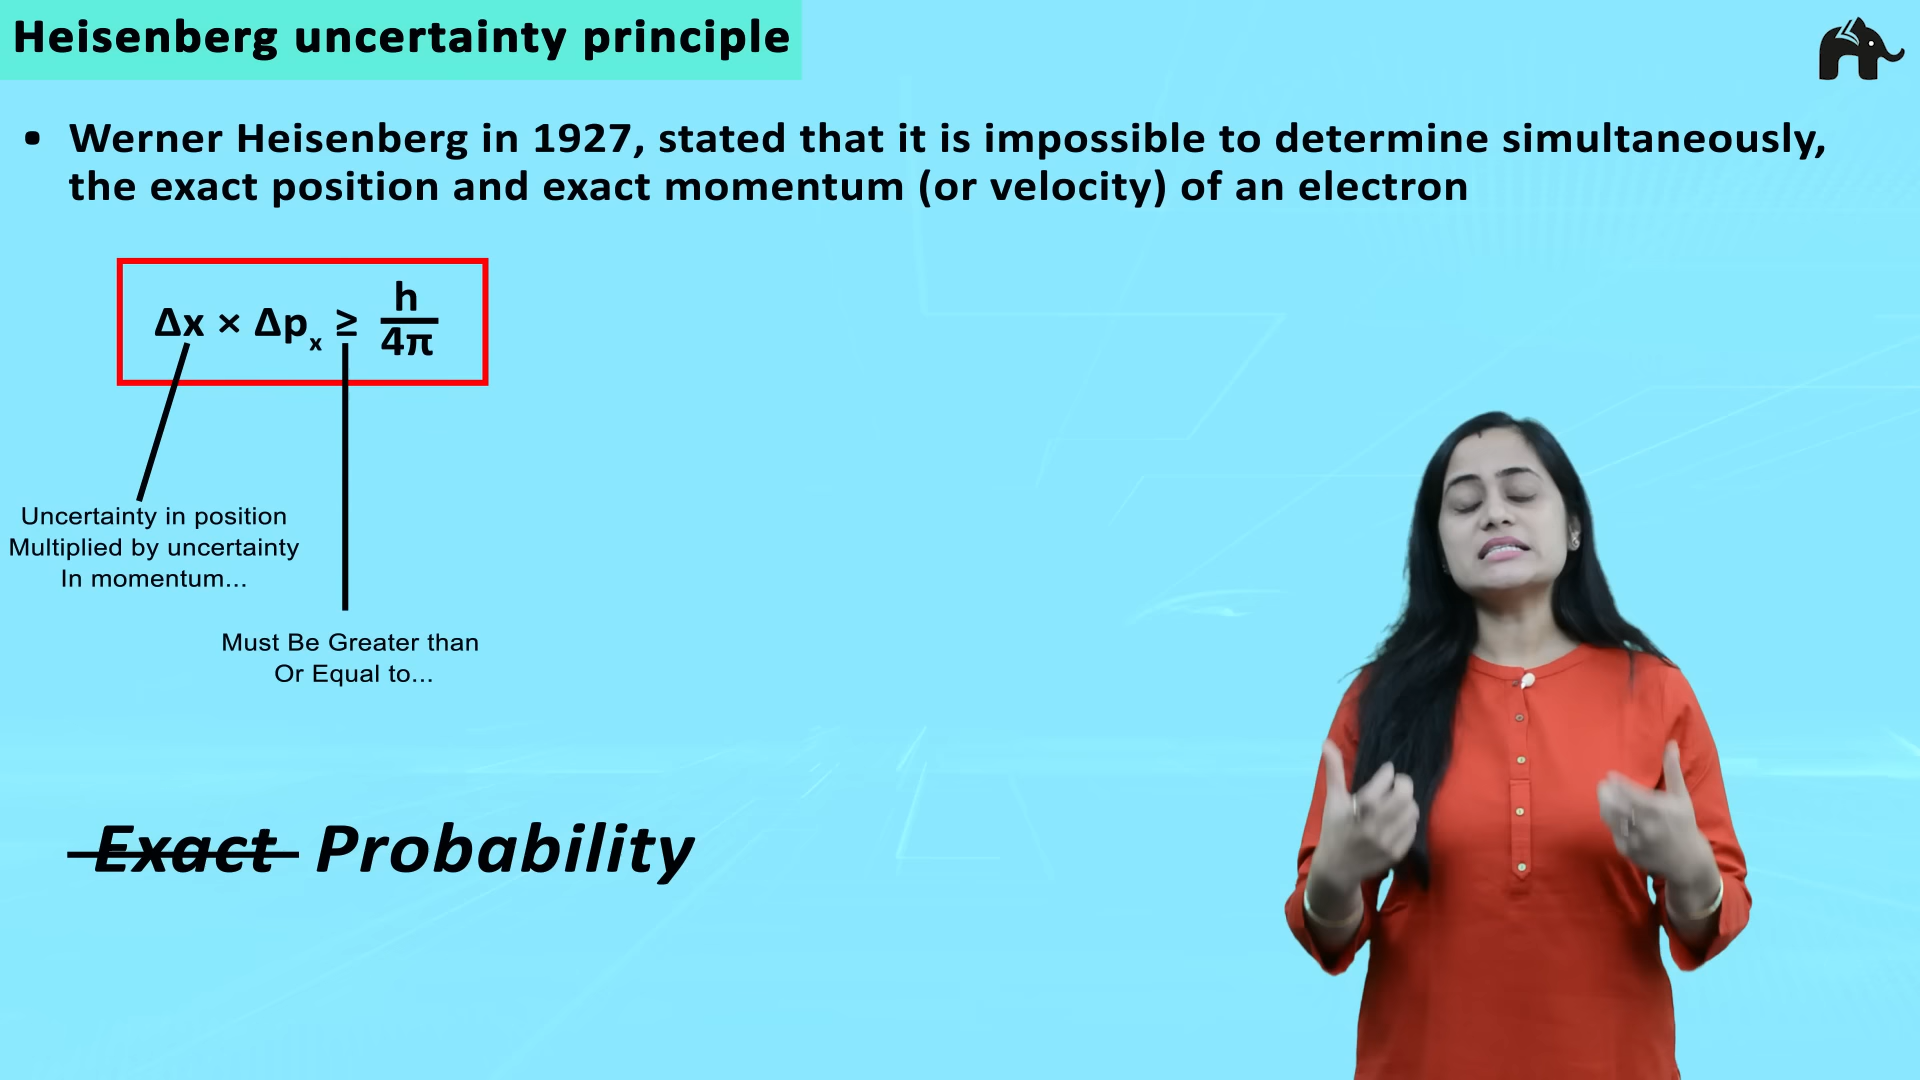 Heisenberg uncertainty principle
• Werner Heisenberg in 1927, stated that it is impossible to determine simultaneously,
the exact position and exact momentum (or velocity) of an electron
Δx × Δpₓ ≥ h/4π
Uncertainty in position
Multiplied by uncertainty
In momentum...
Must Be Greater than
Or Equal to...
Exact Probability